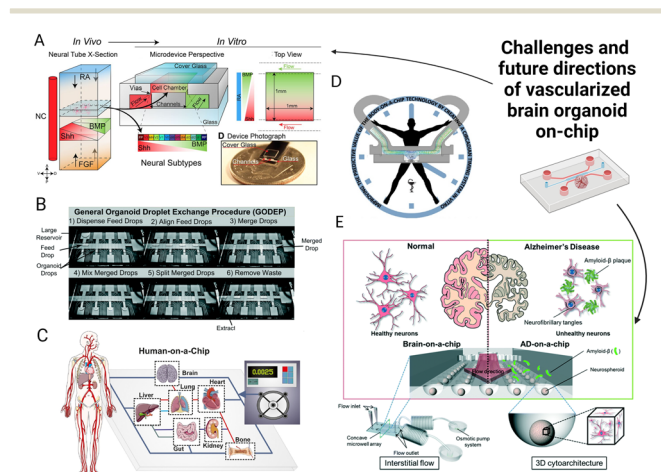 Challenges and
future directions
of vascularized
brain organoid
on-chip
A
In Vivo
In Vitro
Neural Tube X-Section
Microdevice Perspective
Top View
Cover Glass
RA
Vias
Cell Chamber
Flow
Channels
Flow
Glass
NC
BMP
Shh
FGF
BMP
Shh
Neural Subtypes
Flow
1mm
1mm
Flow
D Device Photograph
Cover Glass
Channels
Glass
B
General Organoid Droplet Exchange Procedure (GODEP)
1) Dispense Feed Drops
2) Align Feed Drops
3) Merge Drops
Large
Reservoir
Feed
Drop
Organoid
Drops
Merged
Drop
4) Mix Merged Drops
5) Split Merged Drops
6) Remove Waste
Extract
C
Human-on-a-Chip
Brain
Lung
Heart
Liver
Gut
Kidney
Bone
0.0025
D
E
Normal
Alzheimer's Disease
Amyloid-β plaque
Neurofibrillary tangles
Healthy neurons
Unhealthy neurons
Brain-on-a-chip
AD-on-a-chip
Flow direction
Amyloid-β
Neurospheroid
Flow inlet
Concave
microwell array
Flow outlet
Osmotic pump
system
Interstitial flow
3D cytoarchitecture